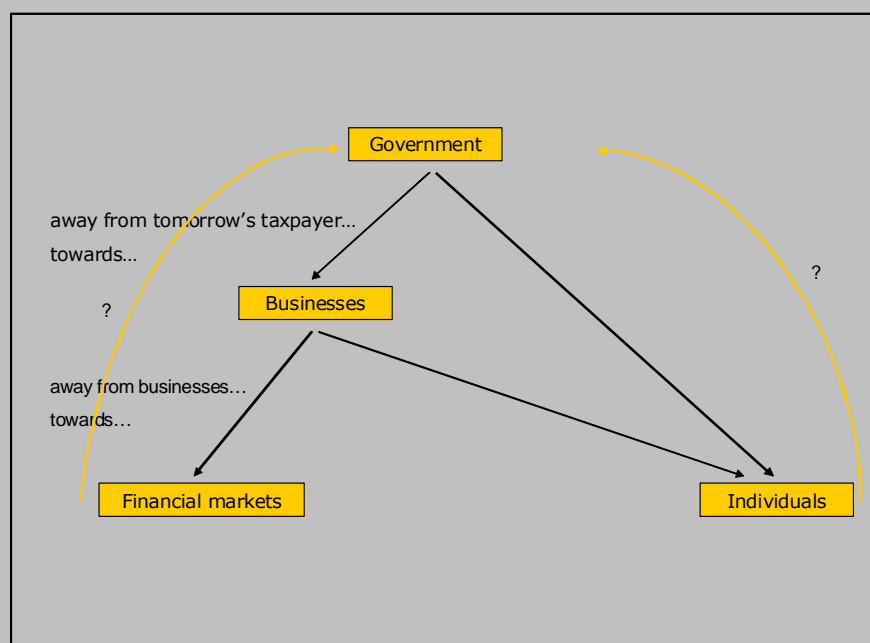 Government
away from tomorrow’s taxpayer…
towards…
?
?
Businesses
away from businesses…
towards…
Financial markets
Individuals